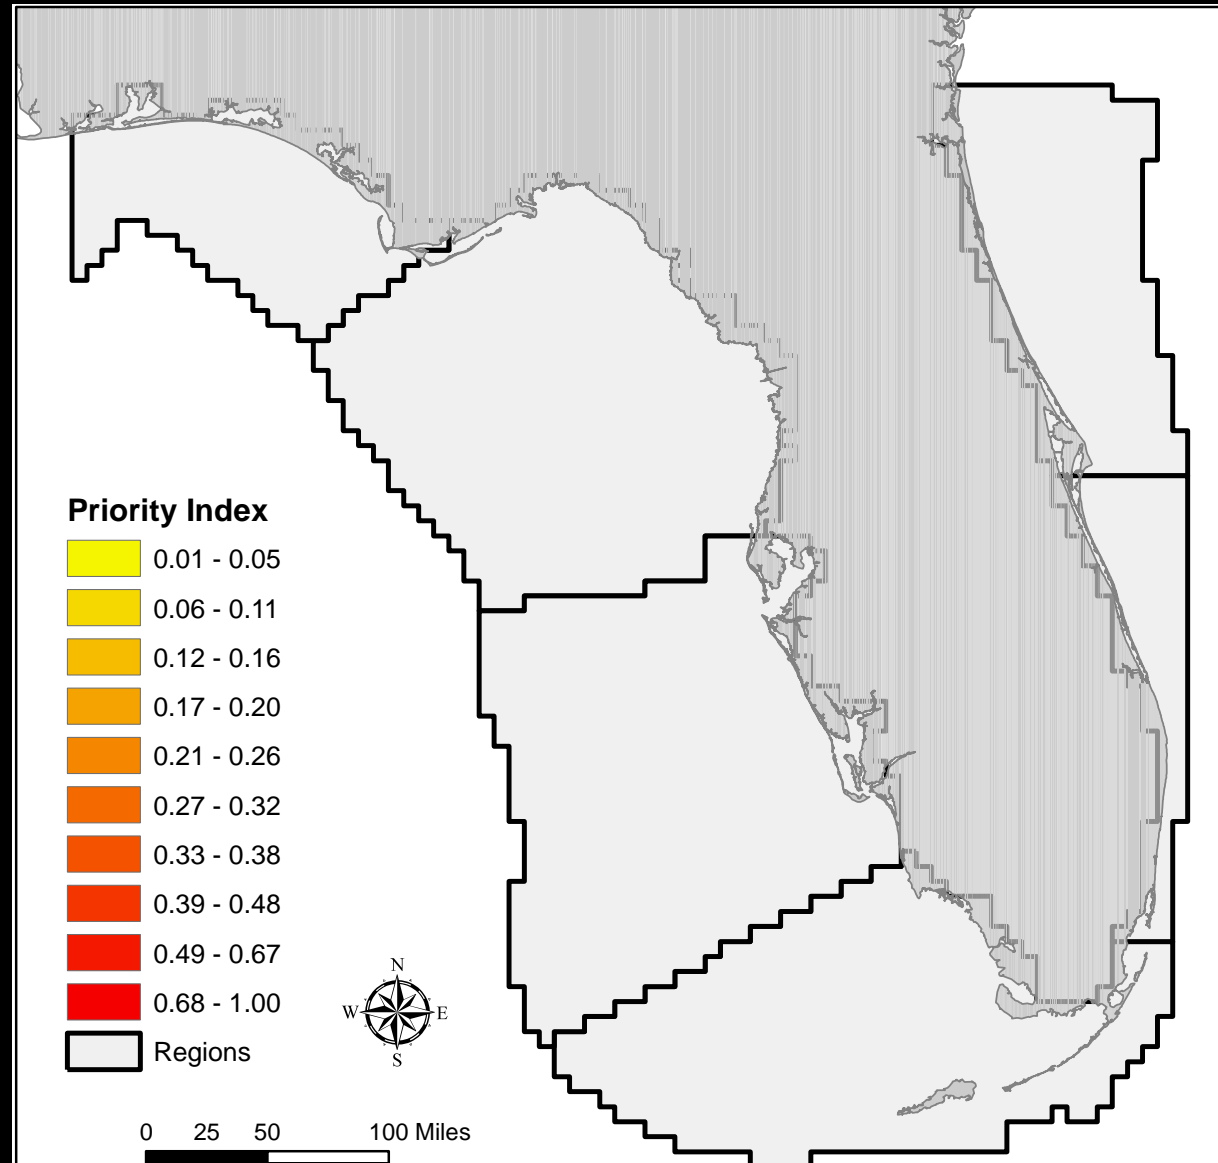 Priority Index
0.01 - 0.05
0.06 - 0.11
0.12 - 0.16
0.17 - 0.20
0.21 - 0.26
0.27 - 0.32
0.33 - 0.38
0.39 - 0.48
0.49 - 0.67
0.68 - 1.00
Regions
N
W E
S
0 25 50 100 Miles